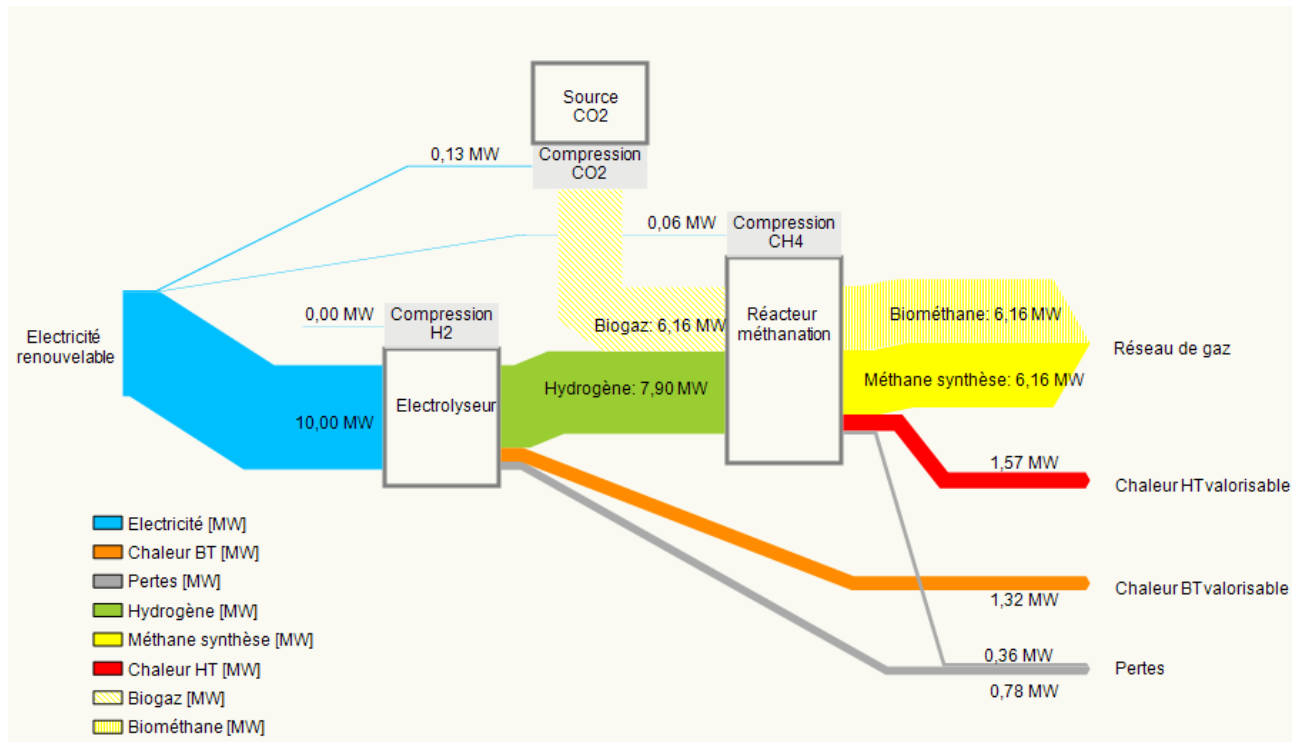 Source
CO2
0,13 MW
Compression
CO2
0,06 MW
Compression
CH4
0,00 MW
Compression
H2
Electricité
renouvelable
Biogaz: 6,16 MW
Réacteur
méthanation
Biométhane: 6,16 MW
Réseau de gaz
Hydrogène: 7,90 MW
Méthane synthèse: 6,16 MW
10,00 MW
Electrolyseur
1,57 MW
Chaleur HT valorisable
Electricité [MW]
Chaleur BT [MW]
Pertes [MW]
Hydrogène [MW]
Méthane synthèse [MW]
Chaleur HT [MW]
Biogaz [MW]
Biométhane [MW]
Chaleur BT valorisable
1,32 MW
0,36 MW
Pertes
0,78 MW